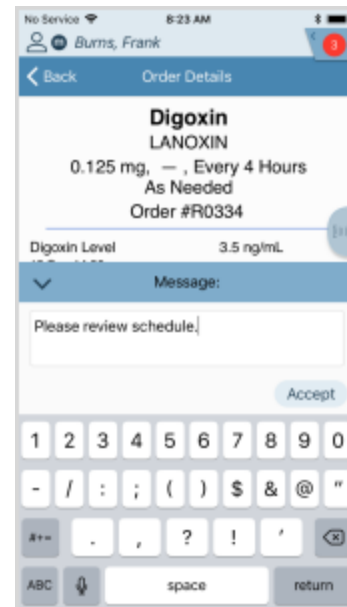 No Service 8:23 AM
Burns, Frank
3
Back Order Details
Digoxin
LANOXIN
0.125 mg, — , Every 4 Hours
As Needed
Order #R0334
Digoxin Level 3.5 ng/mL
Message:
Please review schedule.
Accept
1 2 3 4 5 6 7 8 9 0
- / : ; ( ) $ & @ "
#+= . , ? ! '
ABC space return